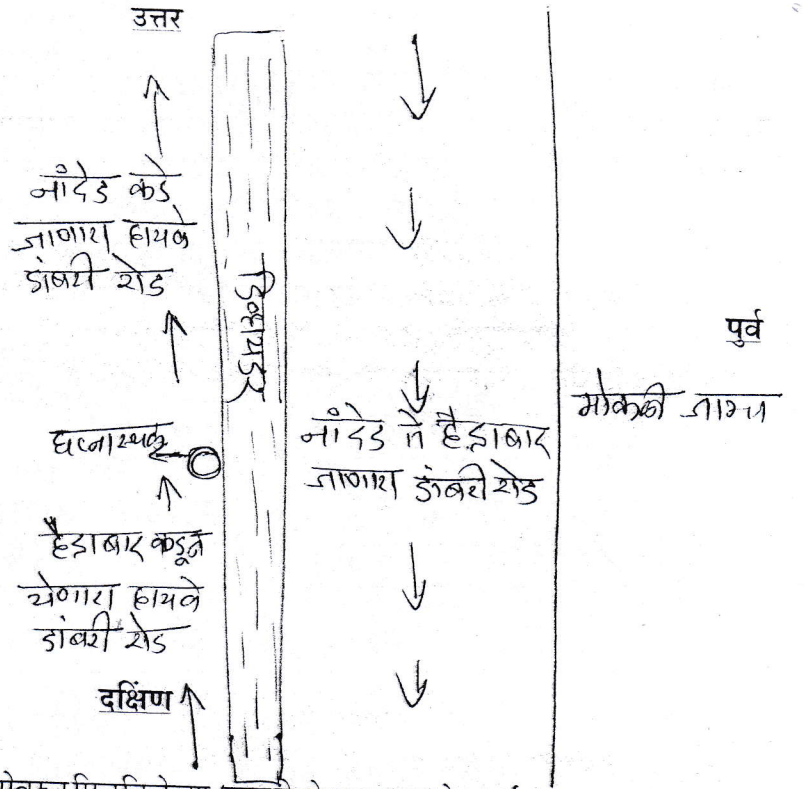 उत्तर
नांदेड कडे
जाणारा हायवे
डांबरी रोड
डिव्हायडर
पुर्व
मोकळी जागा
घटनास्थळ
नांदेड ते हैद्राबाद
जाणारा डांबरी रोड
हैद्राबाद कडून
येणारा हायवे
डांबरी रोड
दक्षिंण